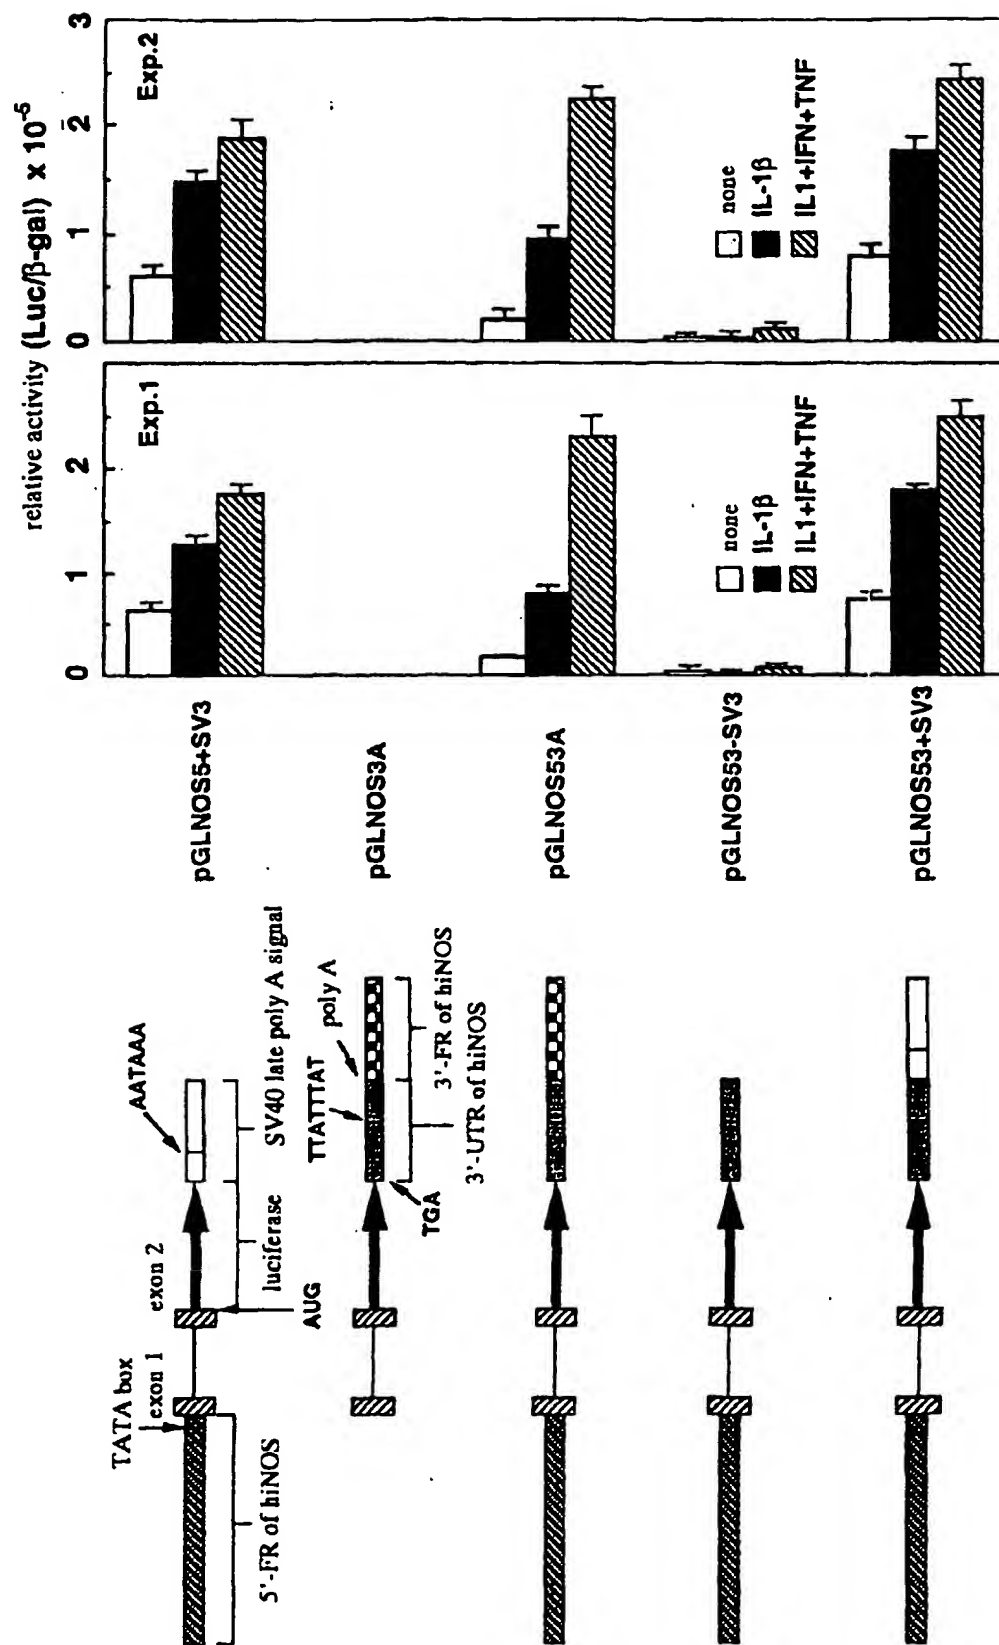 relative activity (Luc/β-gal) x 10-5
0 1 2
0 1 2 3
Exp.1
Exp.2
TATA box
exon 1
exon 2
AATAAA
5'-FR of hiNOS
AUG
luciferase
SV40 late poly A signal
pGLNOS5+SV3
TTATTTAT
poly A
TGA
3'-UTR of hiNOS
3'-FR of hiNOS
pGLNOS3A
pGLNOS53A
pGLNOS53-SV3
pGLNOS53+SV3
none
IL-1β
IL1+IFN+TNF
none
IL-1β
IL1+IFN+TNF